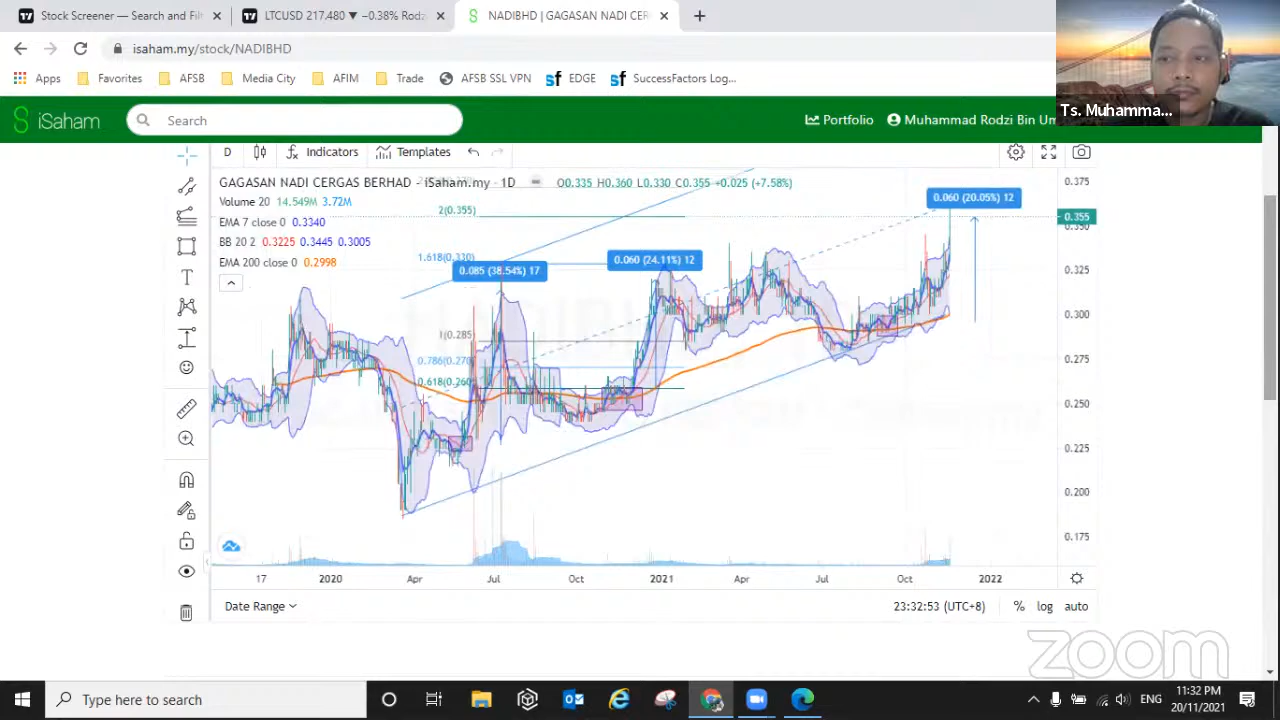 Stock Screener — Search and Filt
LTCUSD 217.480 ▼ −0.38% Rodz
NADIBHD | GAGASAN NADI CER
isaham.my/stock/NADIBHD
Apps
Favorites
AFSB
Media City
AFIM
Trade
AFSB SSL VPN
EDGE
SuccessFactors Log...
Ts. Muhamma...
iSaham
Search
Portfolio
Muhammad Rodzi Bin Um
D
Indicators
Templates
GAGASAN NADI CERGAS BERHAD - iSaham.my - 1D
O0.335 H0.360 L0.330 C0.355 +0.025 (+7.58%)
Volume 20 14.549M 3.72M
EMA 7 close 0 0.3340
BB 20 2 0.3225 0.3445 0.3005
EMA 200 close 0 0.2998
2(0.355)
1.618(0.330)
1(0.285)
0.786(0.270)
0.618(0.260)
0.085 (38.54%) 17
0.060 (24.11%) 12
0.060 (20.05%) 12
0.375
0.355
0.350
0.325
0.300
0.275
0.250
0.225
0.200
0.175
17
2020
Apr
Jul
Oct
2021
Apr
Jul
Oct
2022
Date Range
23:32:53 (UTC+8)
%
log
auto
zoom
Type here to search
ENG
11:32 PM
20/11/2021